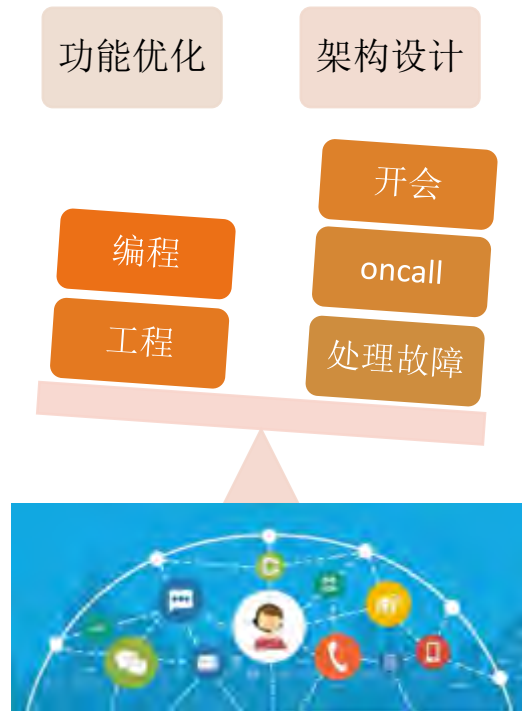 功能优化
架构设计
开会
编程
oncall
工程
处理故障